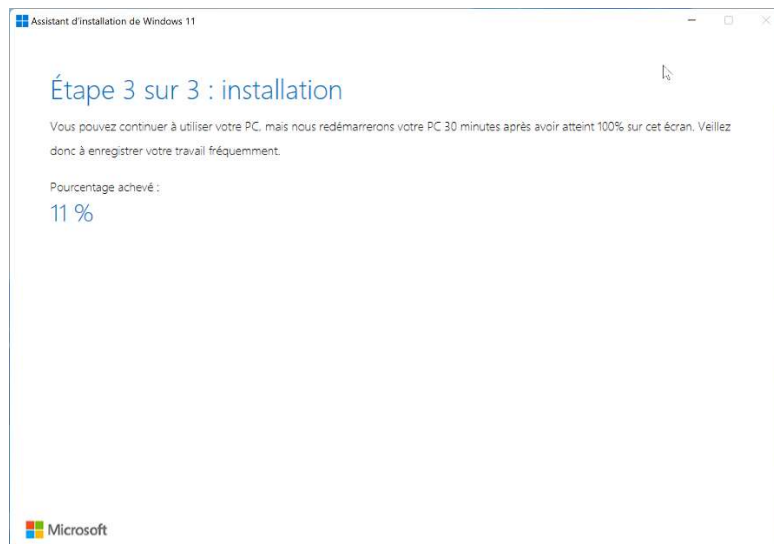 Assistant d'installation de Windows 11
Étape 3 sur 3 : installation
Vous pouvez continuer à utiliser votre PC, mais nous redémarrerons votre PC 30 minutes après avoir atteint 100% sur cet écran. Veillez
donc à enregistrer votre travail fréquemment.
Pourcentage achevé :
11 %
Microsoft